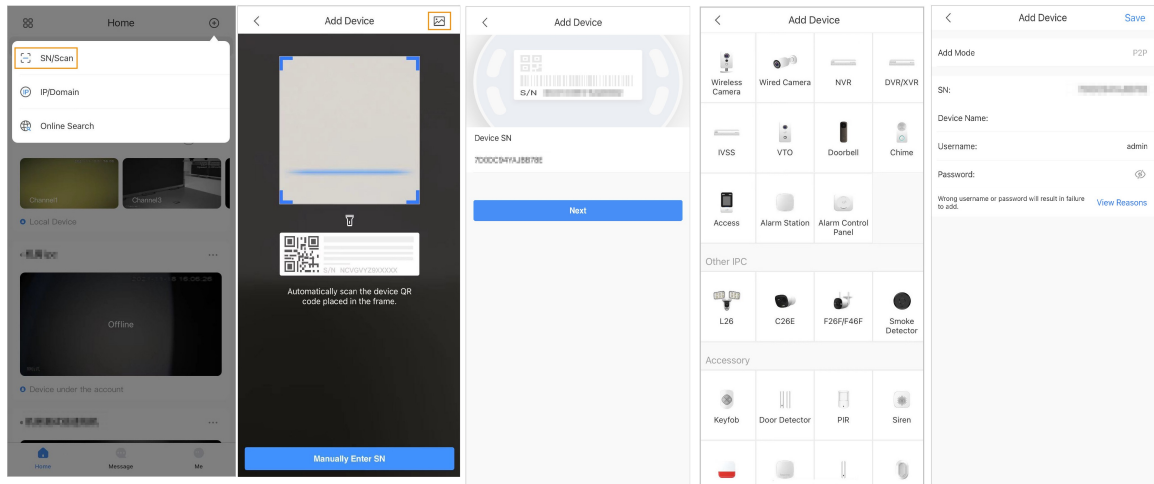 Home
SN/Scan
IP
IP/Domain
Online Search
Channel1
Channel3
Local Device
ipc
Offline
Device under the account
Home Message Me
Add Device
S/N NCVGVYZ8XXXXX
Automatically scan the device QR
code placed in the frame.
Manually Enter SN
Add Device
S/N
Device SN
Next
Add Device
Wireless
Camera
Wired Camera
NVR
DVR/XVR
IVSS
VTO
Doorbell
Chime
Access
Alarm Station
Alarm Control
Panel
Other IPC
L26
C26E
F26F/F46F
Smoke
Detector
Accessory
Keyfob
Door Detector
PIR
Siren
Add Device Save
Add Mode P2P
SN:
Device Name:
Username: admin
Password:
Wrong username or password will result in failure
to add.
View Reasons